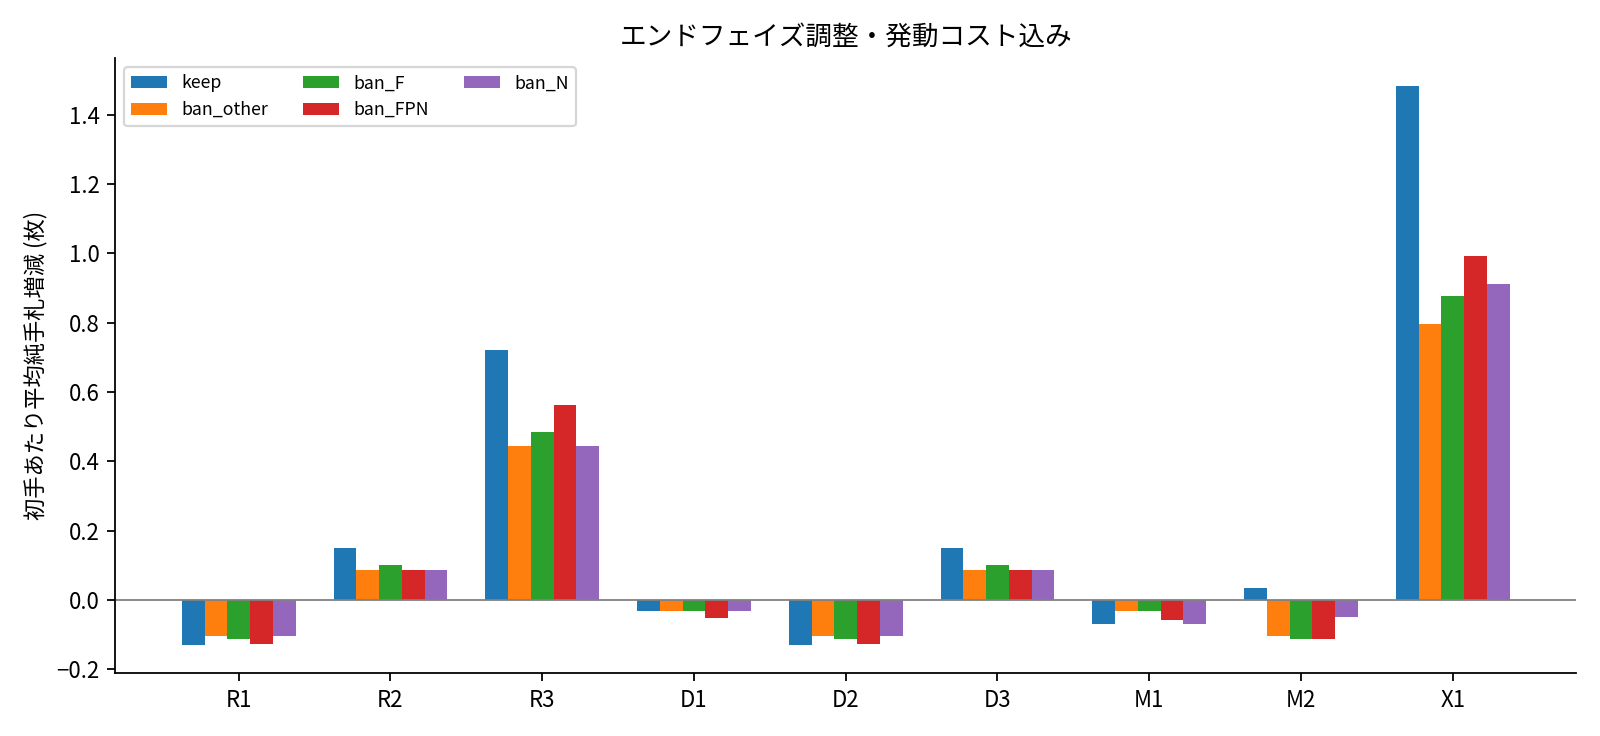 エンドフェイズ調整・発動コスト込み
keep
ban_other
ban_F
ban_FPN
ban_N
初手あたり平均純手札増減 (枚)
1.4
1.2
1.0
0.8
0.6
0.4
0.2
0.0
−0.2
R1 R2 R3 D1 D2 D3 M1 M2 X1